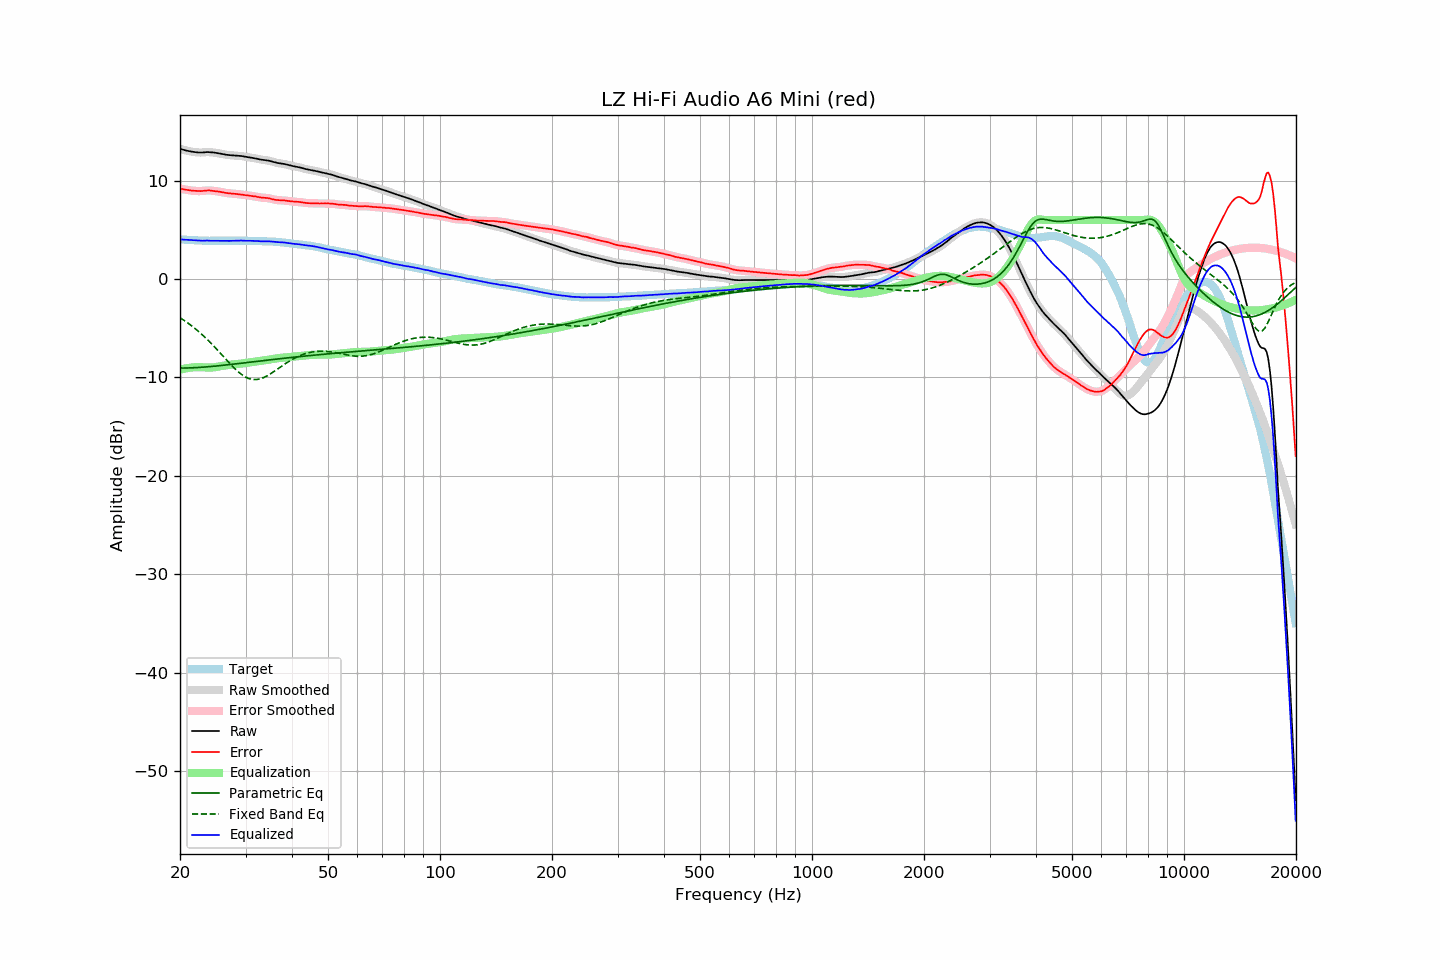 LZ Hi-Fi Audio A6 Mini (red)
Amplitude (dBr)
10
0
−10
−20
−30
−40
−50
Target
Raw Smoothed
Error Smoothed
Raw
Error
Equalization
Parametric Eq
Fixed Band Eq
Equalized
20 50 100 200 500 1000 2000 5000 10000 20000
Frequency (Hz)